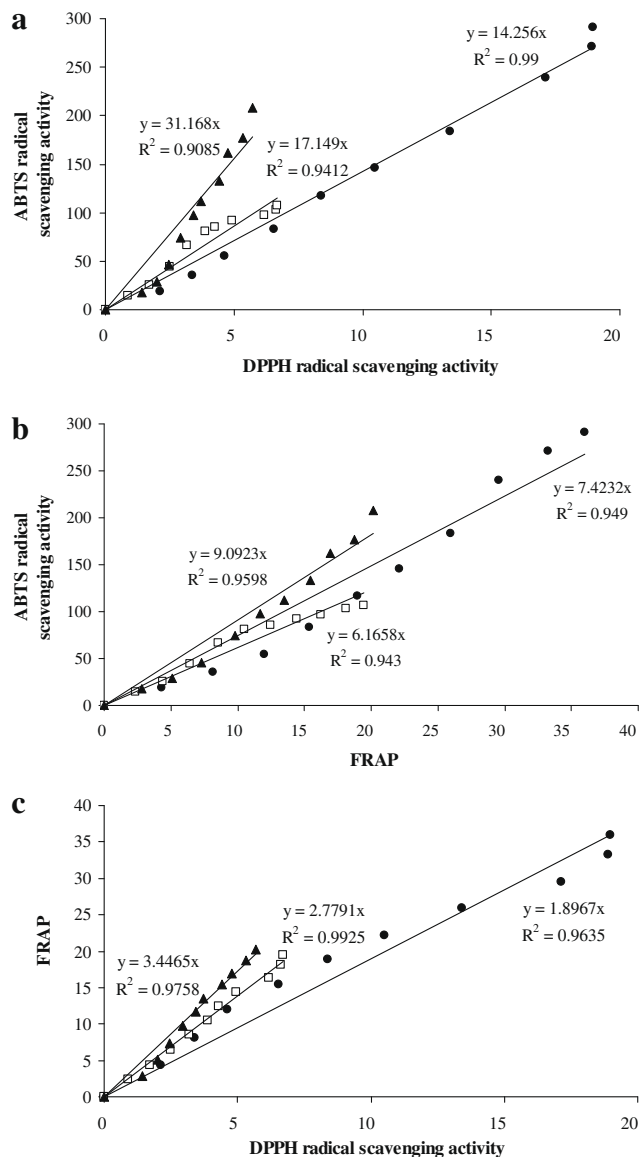 a
300
250
200
150
100
50
0
ABTS radical
scavenging activity
y = 14.256x
R² = 0.99
y = 31.168x
R² = 0.9085
y = 17.149x
R² = 0.9412
0 5 10 15 20
DPPH radical scavenging activity
b
300
250
200
150
100
50
0
ABTS radical
scavenging activity
y = 7.4232x
R² = 0.949
y = 9.0923x
R² = 0.9598
y = 6.1658x
R² = 0.943
0 5 10 15 20 25 30 35 40
FRAP
c
40
35
30
25
20
15
10
5
0
FRAP
y = 2.7791x
R² = 0.9925
y = 1.8967x
R² = 0.9635
y = 3.4465x
R² = 0.9758
0 5 10 15 20
DPPH radical scavenging activity